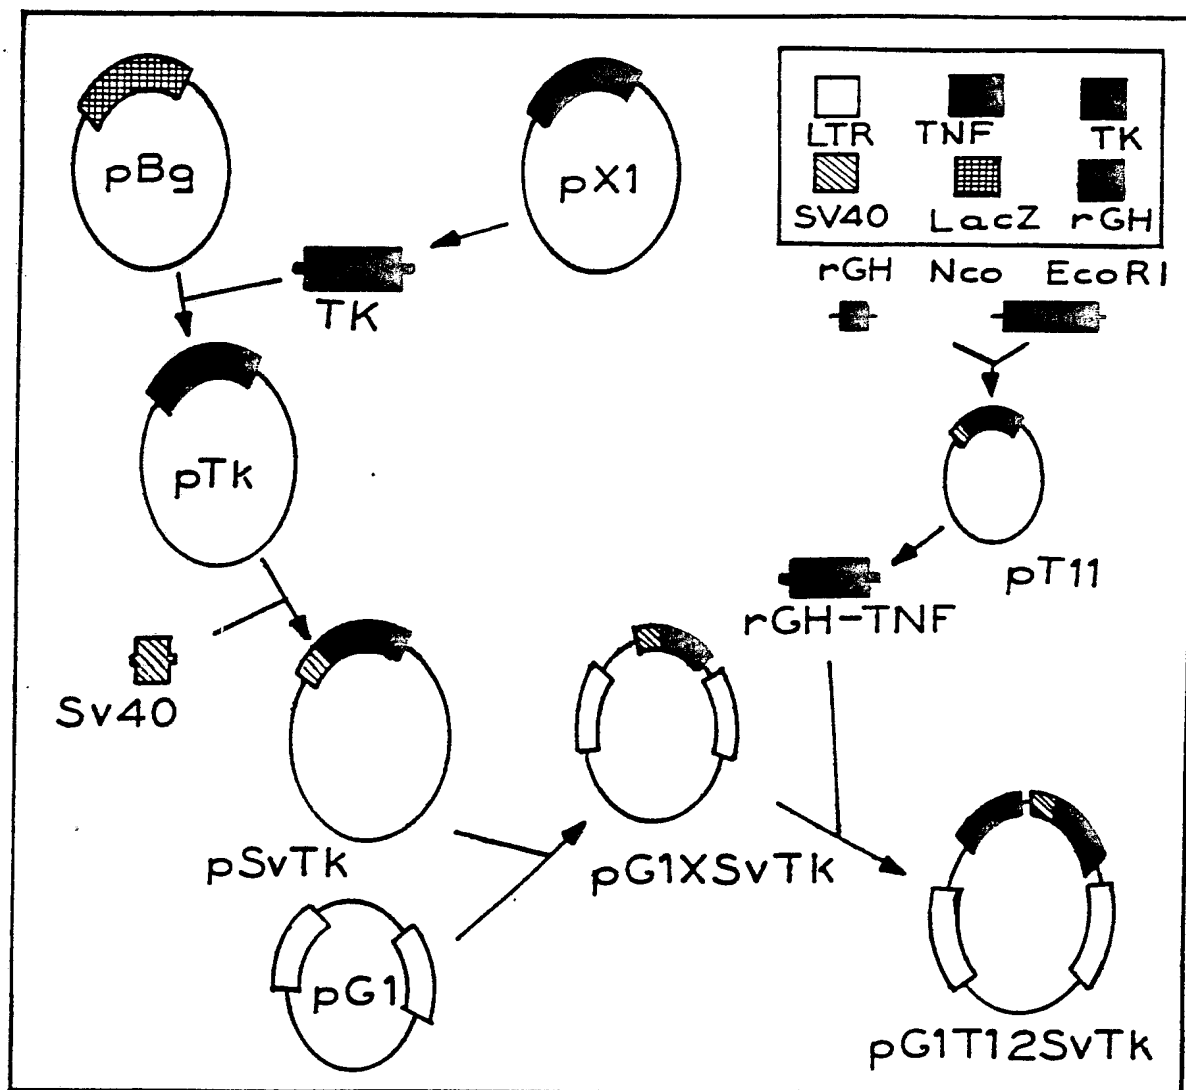 pBg
pX1
LTR TNF TK
SV40 LacZ rGH
rGH Nco EcoRI
TK
pTk
pT11
rGH-TNF
Sv40
pSvTk
pG1XSvTk
pG1
pG1T12SvTk